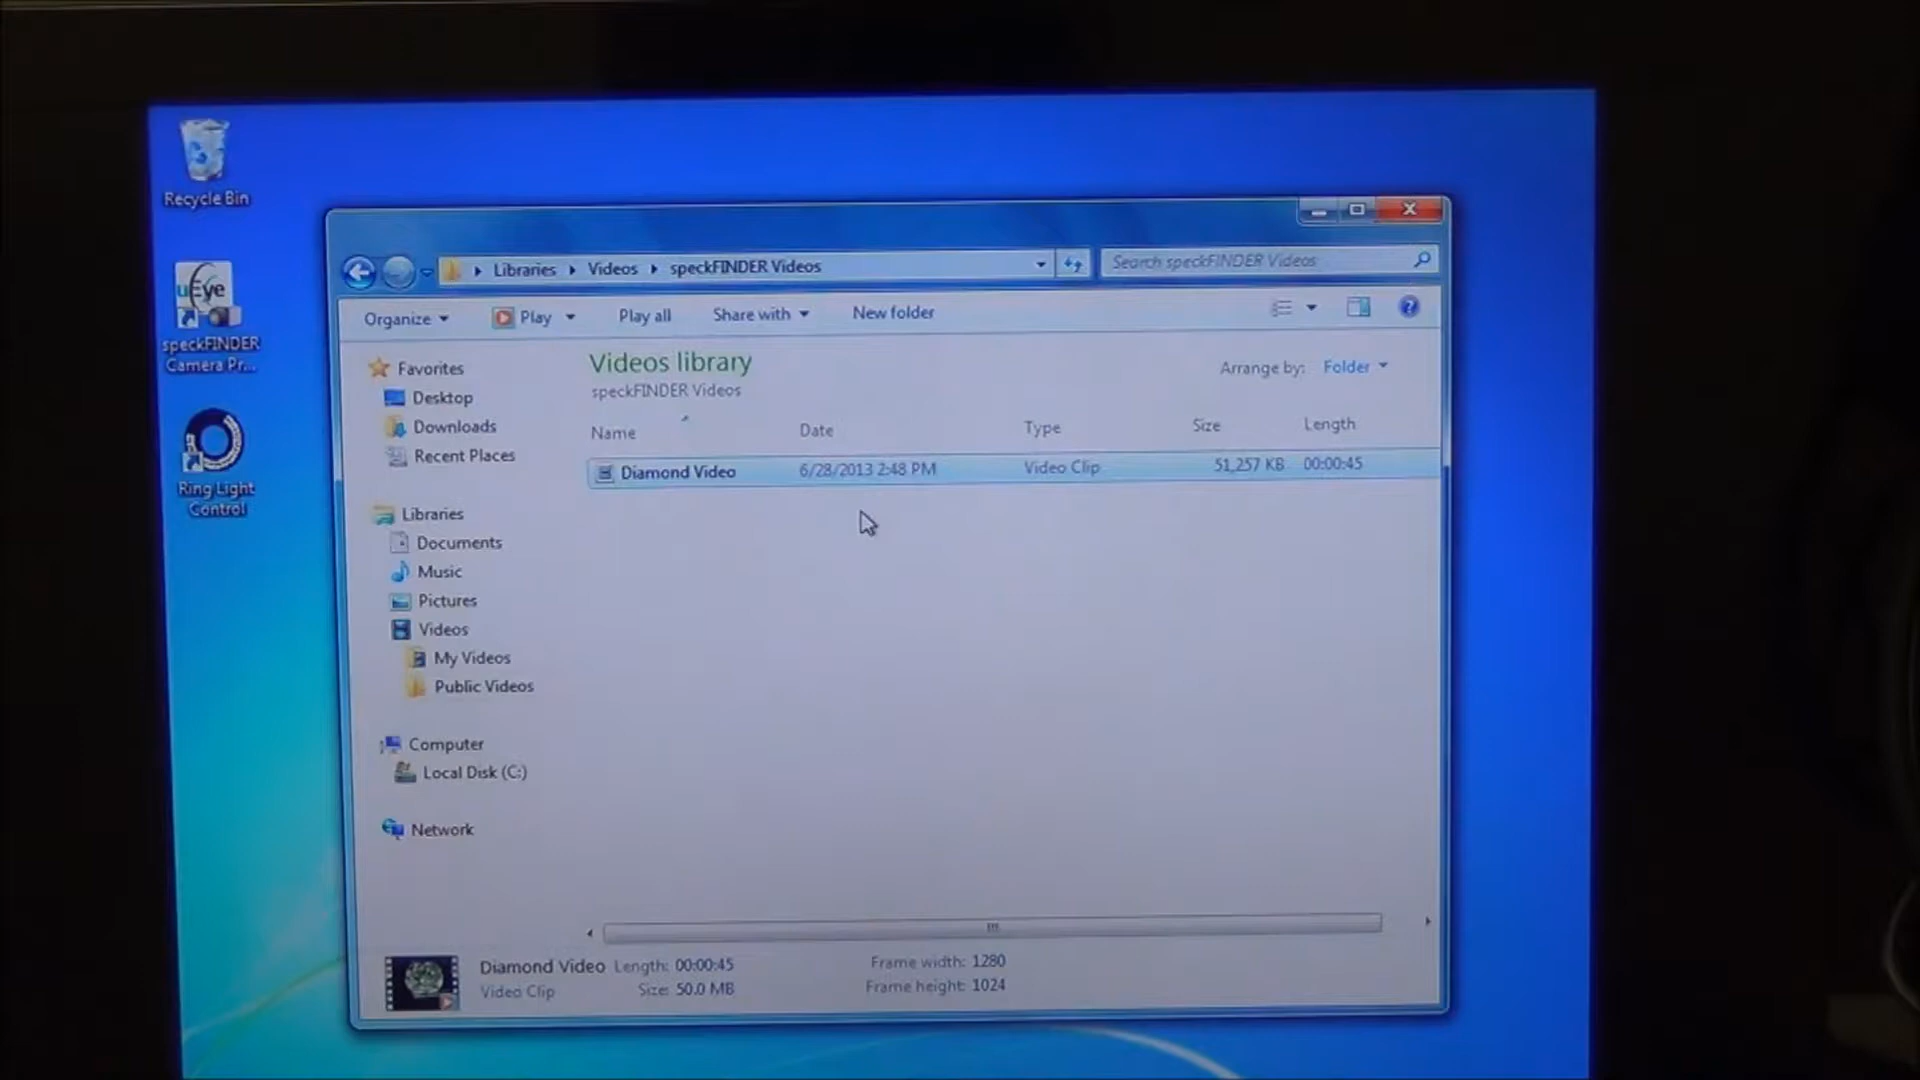 Recycle Bin
uEye
speckFINDER
Camera Pr...
Ring Light
Control
Libraries Videos speckFINDER Videos
Search speckFINDER Videos
Organize Play Play all Share with New folder
Favorites
Desktop
Downloads
Recent Places
Libraries
Documents
Music
Pictures
Videos
My Videos
Public Videos
Computer
Local Disk (C:)
Network
Videos library
speckFINDER Videos
Arrange by: Folder
Name Date Type Size Length
Diamond Video 6/28/2013 2:48 PM Video Clip 51,257 KB 00:00:45
Diamond Video Length: 00:00:45 Frame width: 1280
Video Clip Size: 50.0 MB Frame height: 1024